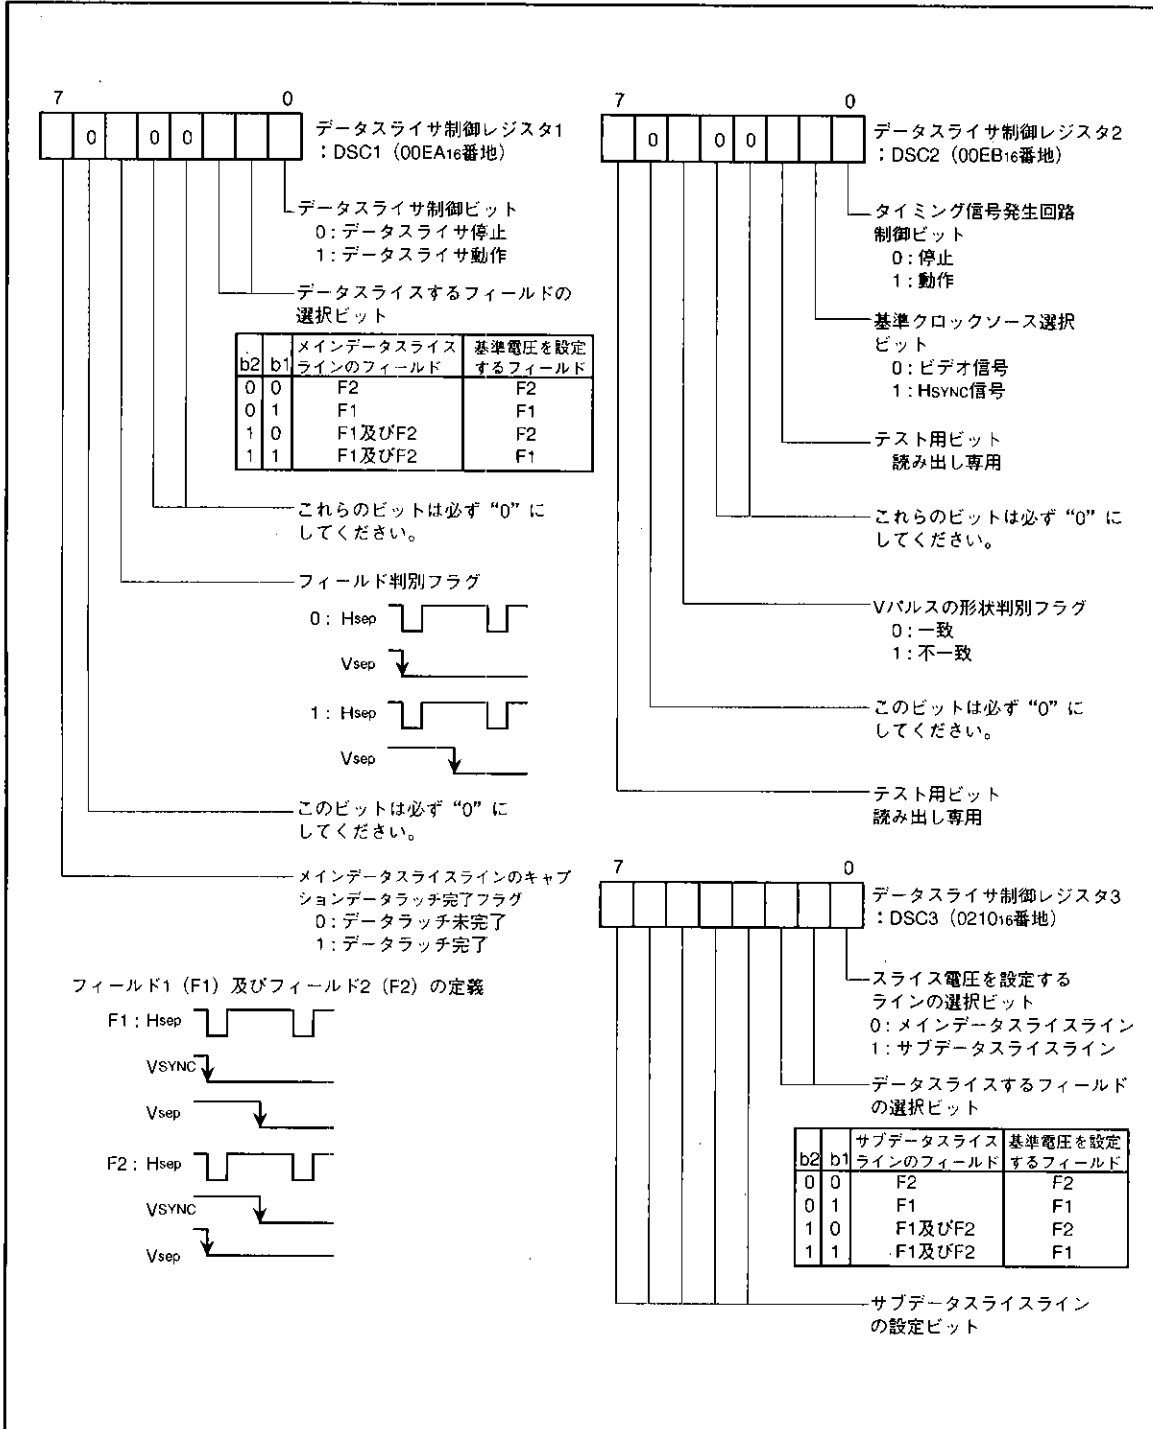 7 0
0 0 0
データスライサ制御レジスタ1
:DSC1(00EA16番地)
データスライサ制御ビット
0:データスライサ停止
1:データスライサ動作
データスライスするフィールドの
選択ビット
b2 b1 メインデータスライス 基準電圧を設定
ラインのフィールド するフィールド
0 0 F2 F2
0 1 F1 F1
1 0 F1及びF2 F2
1 1 F1及びF2 F1
これらのビットは必ず“0”に
してください。
フィールド判別フラグ
0: Hsep
Vsep
1: Hsep
Vsep
このビットは必ず“0”に
してください。
メインデータスライスラインのキャプ
ションデータラッチ完了フラグ
0:データラッチ未完了
1:データラッチ完了
フィールド1(F1)及びフィールド2(F2)の定義
F1: Hsep
VSYNC
Vsep
F2: Hsep
VSYNC
Vsep
7 0
0 0 0
データスライサ制御レジスタ2
:DSC2(00EB16番地)
タイミング信号発生回路
制御ビット
0:停止
1:動作
基準クロックソース選択
ビット
0:ビデオ信号
1:HSYNC信号
テスト用ビット
読み出し専用
これらのビットは必ず“0”に
してください。
Vパルスの形状判別フラグ
0:一致
1:不一致
このビットは必ず“0”に
してください。
テスト用ビット
読み出し専用
7 0
データスライサ制御レジスタ3
:DSC3(021016番地)
スライス電圧を設定する
ラインの選択ビット
0:メインデータスライスライン
1:サブデータスライスライン
データスライスするフィールド
の選択ビット
b2 b1 サブデータスライス 基準電圧を設定
ラインのフィールド するフィールド
0 0 F2 F2
0 1 F1 F1
1 0 F1及びF2 F2
1 1 F1及びF2 F1
サブデータスライスライン
の設定ビット